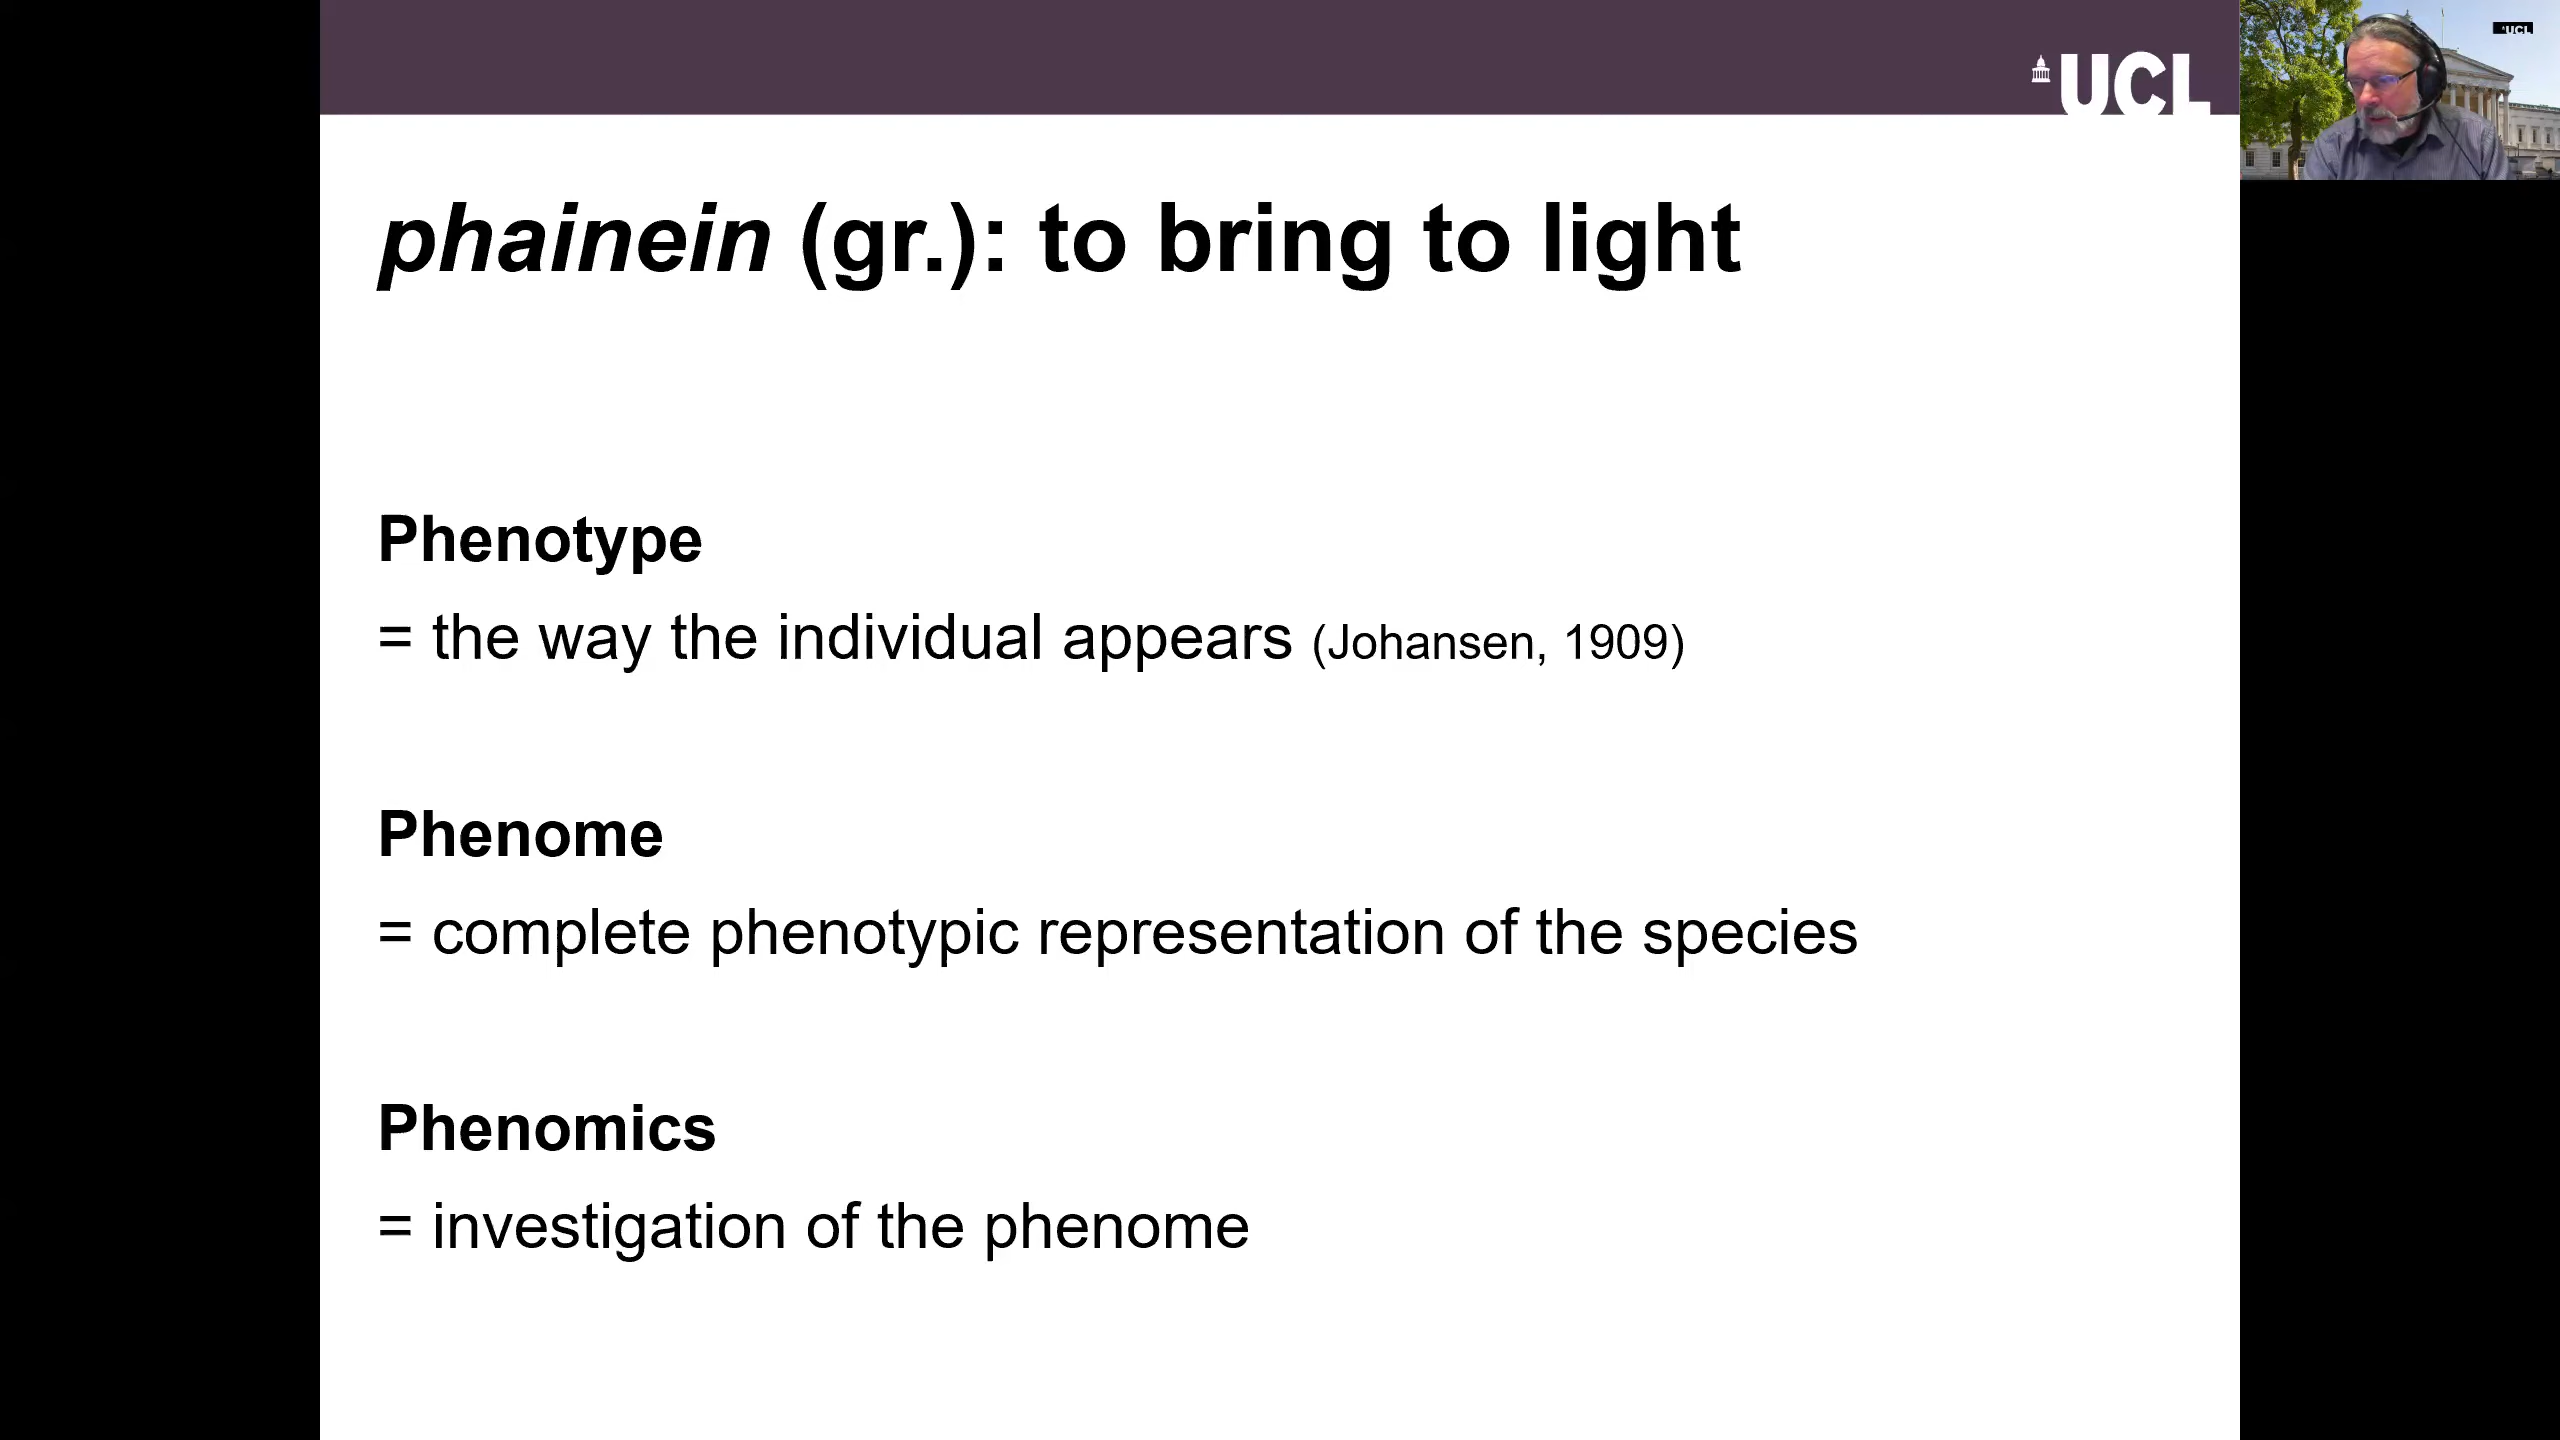 UCL
UCL
phainein (gr.): to bring to light
Phenotype
= the way the individual appears (Johansen, 1909)
Phenome
= complete phenotypic representation of the species
Phenomics
= investigation of the phenome